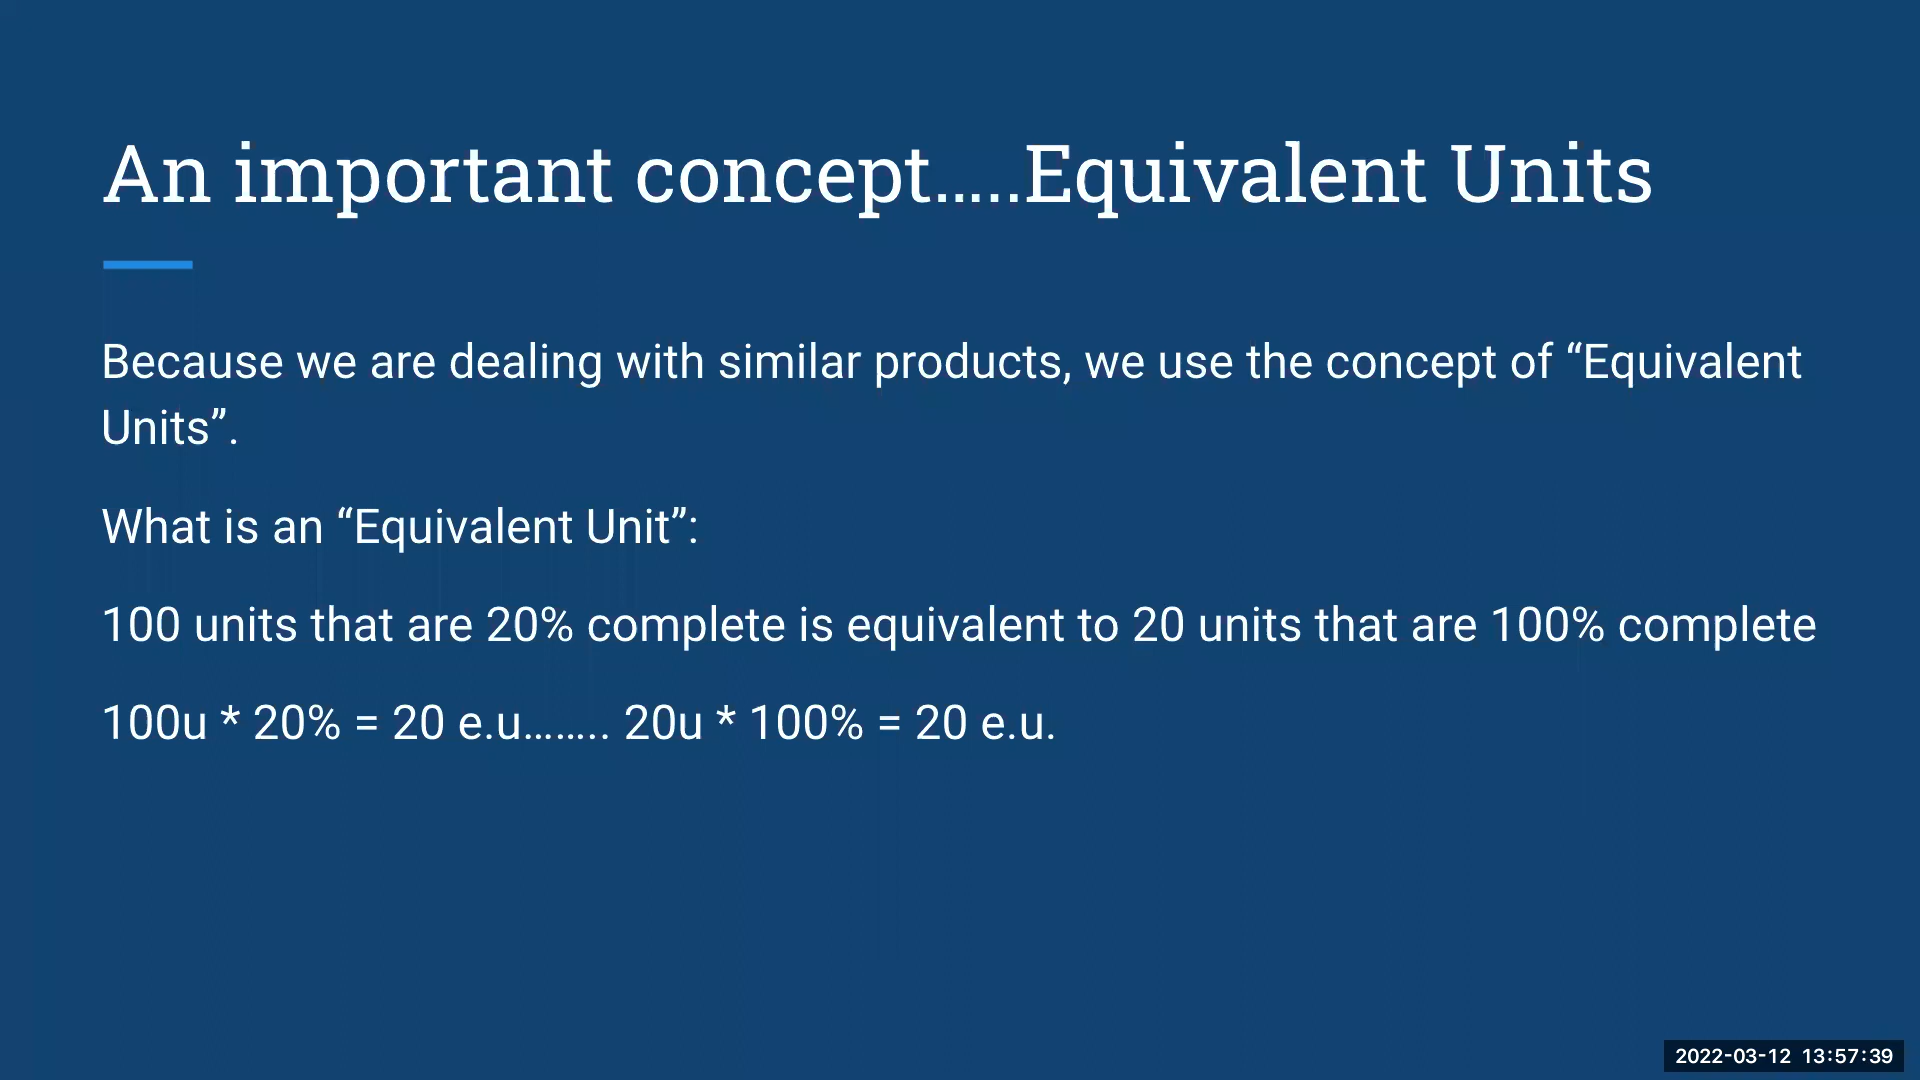 An important concept.....Equivalent Units
Because we are dealing with similar products, we use the concept of “Equivalent
Units”.
What is an “Equivalent Unit”:
100 units that are 20% complete is equivalent to 20 units that are 100% complete
100u * 20% = 20 e.u…..... 20u * 100% = 20 e.u.
2022-03-12 13:57:39